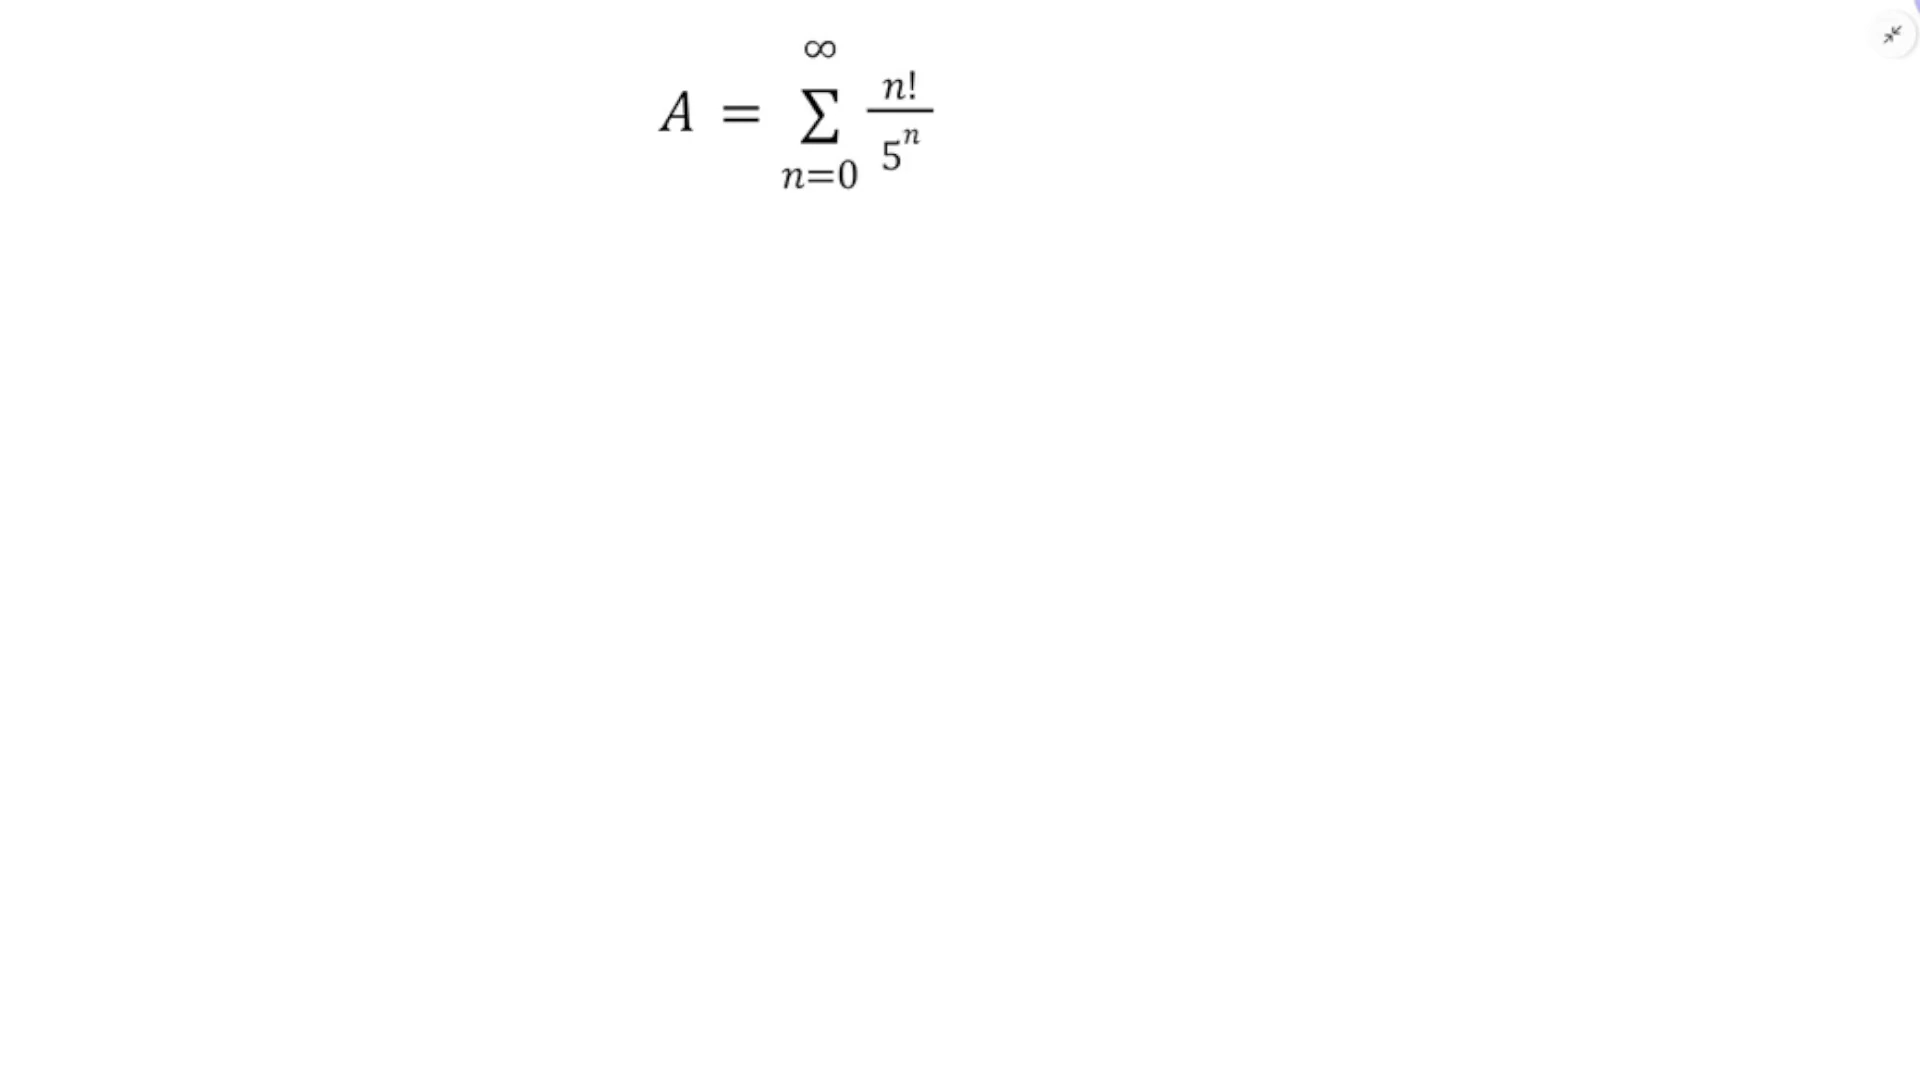 A = ∑_{n=0}^{∞} n!/5^n